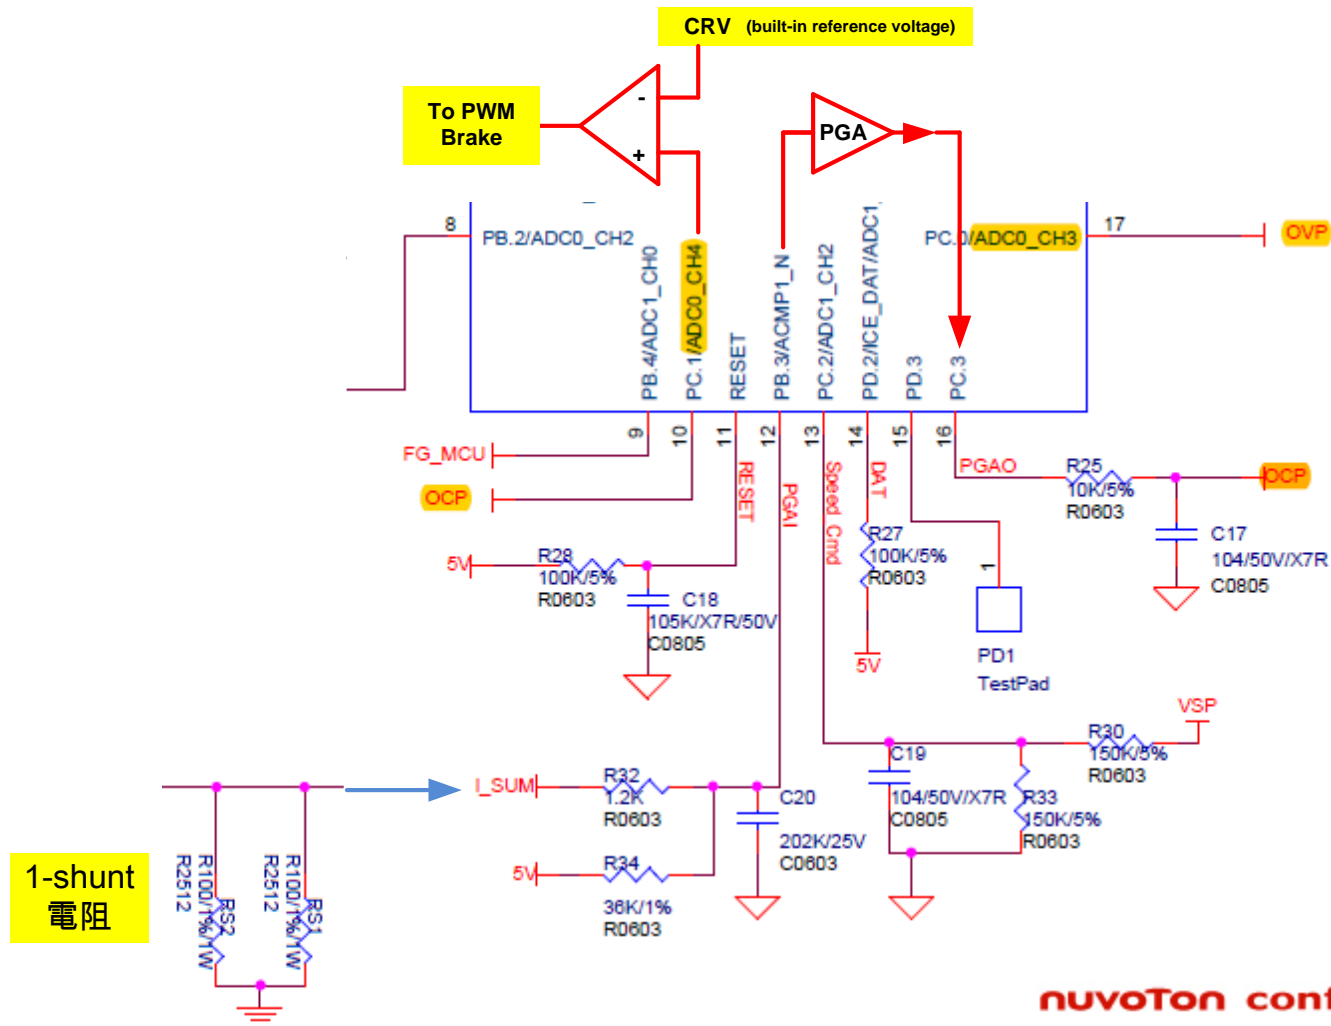 CRV (built-in reference voltage)
To PWM
Brake
-
+
PGA
8
PB.2/ADC0_CH2
PB.4/ADC1_CH0
PC.1/ADC0_CH4
RESET
PB.3/ACMP1_N
PC.2/ADC1_CH2
PD.2/ICE_DAT/ADC1_
PD.3
PC.3
PC.0/ADC0_CH3
17
OVP
9
10
11
12
13
14
15
16
FG_MCU
OCP
RESET
PGAI
Speed Cmd
DAT
PGAO
R25
10K/5%
R0603
OCP
C17
104/50V/X7R
C0805
5V
R28
100K/5%
R0603
C18
105K/X7R/50V
C0805
R27
100K/5%
R0603
5V
1
PD1
TestPad
VSP
R30
150K/5%
R0603
C19
104/50V/X7R
C0805
R33
150K/5%
R0603
I_SUM
R32
1.2K
R0603
C20
202K/25V
C0603
5V
R34
36K/1%
R0603
1-shunt
電阻
RS2
R100/1%/1W
R2512
RS1
R100/1%/1W
R2512
nuvoTon conf